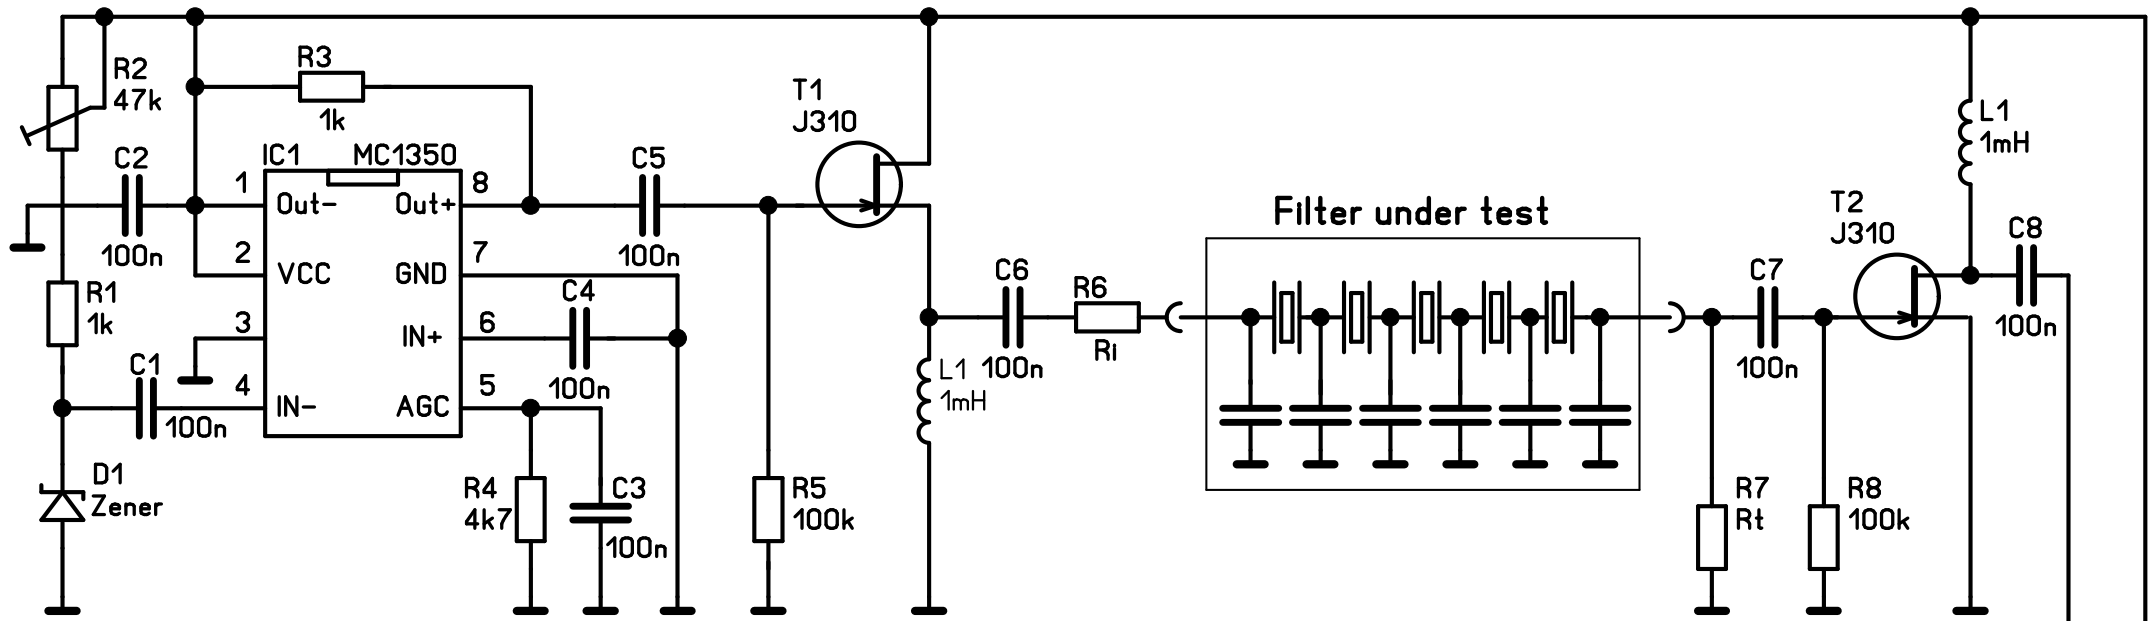 R2
47k
R3
1k
T1
J310
L1
1mH
C2
100n
IC1
MC1350
1
8
Out-
Out+
2
7
VCC
GND
3
6
IN+
4
5
IN-
AGC
C5
100n
Filter under test
T2
J310
C8
100n
R1
1k
C4
100n
C6
100n
R6
Ri
C7
100n
C1
100n
L1
1mH
D1
Zener
R4
4k7
C3
100n
R5
100k
R7
Rt
R8
100k